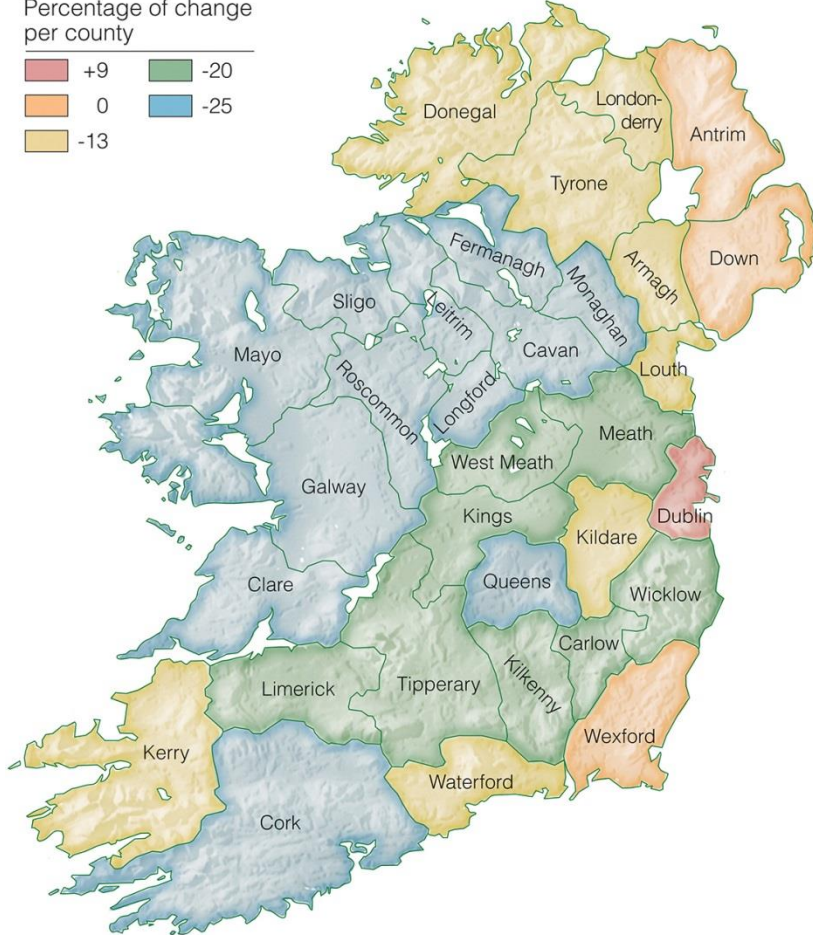 Percentage of change
per county
+9
-20
0
-25
-13
Donegal
London-
derry
Antrim
Tyrone
Fermanagh
Armagh
Down
Monaghan
Sligo
Leitrim
Mayo
Cavan
Louth
Roscommon
Longford
Meath
West Meath
Galway
Kings
Dublin
Kildare
Clare
Queens
Wicklow
Carlow
Limerick
Tipperary
Kilkenny
Wexford
Kerry
Waterford
Cork